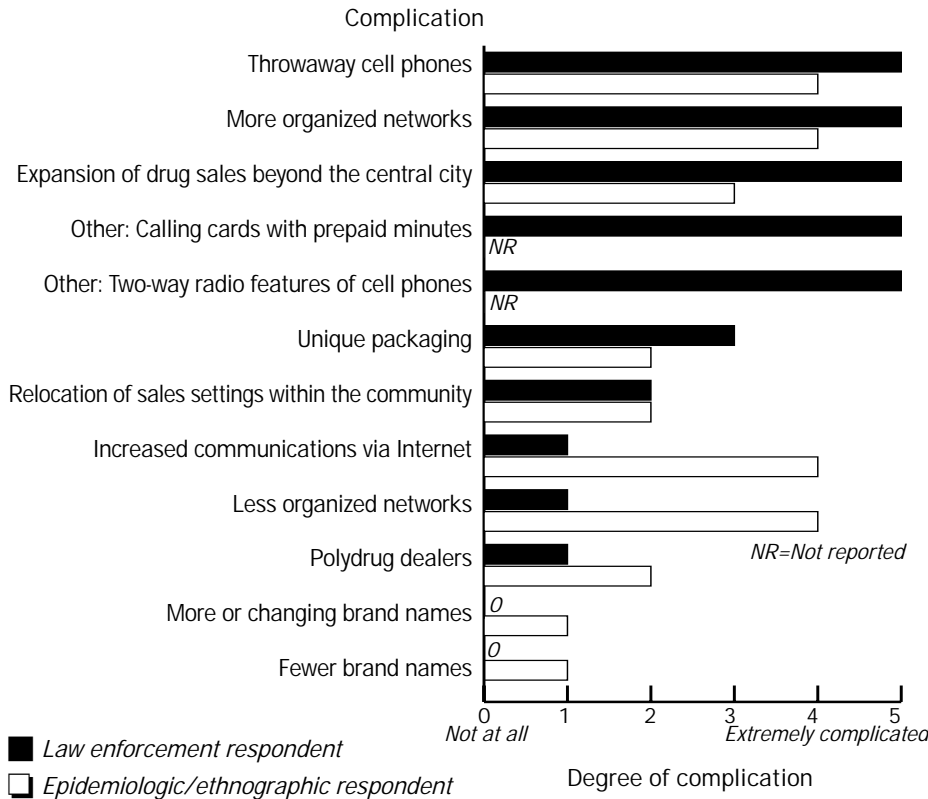 Complication
Throwaway cell phones
More organized networks
Expansion of drug sales beyond the central city
Other: Calling cards with prepaid minutes
NR
Other: Two-way radio features of cell phones
NR
Unique packaging
Relocation of sales settings within the community
Increased communications via Internet
Less organized networks
NR=Not reported
Polydrug dealers
More or changing brand names
0
Fewer brand names
0
0 1 2 3 4 5
Not at all Extremely complicated
Law enforcement respondent
Epidemiologic/ethnographic respondent
Degree of complication